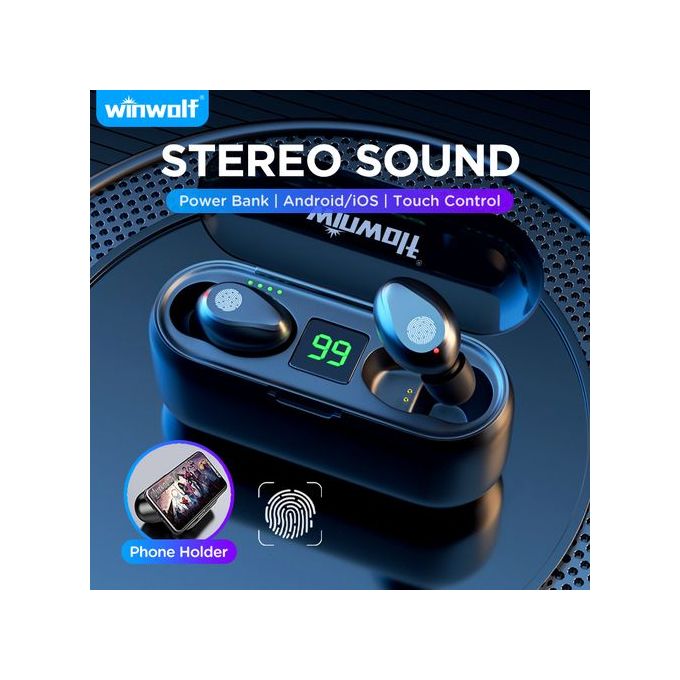 winwolf®
STEREO SOUND
Power Bank | Android/iOS | Touch Control
winwolf®
99
Phone Holder